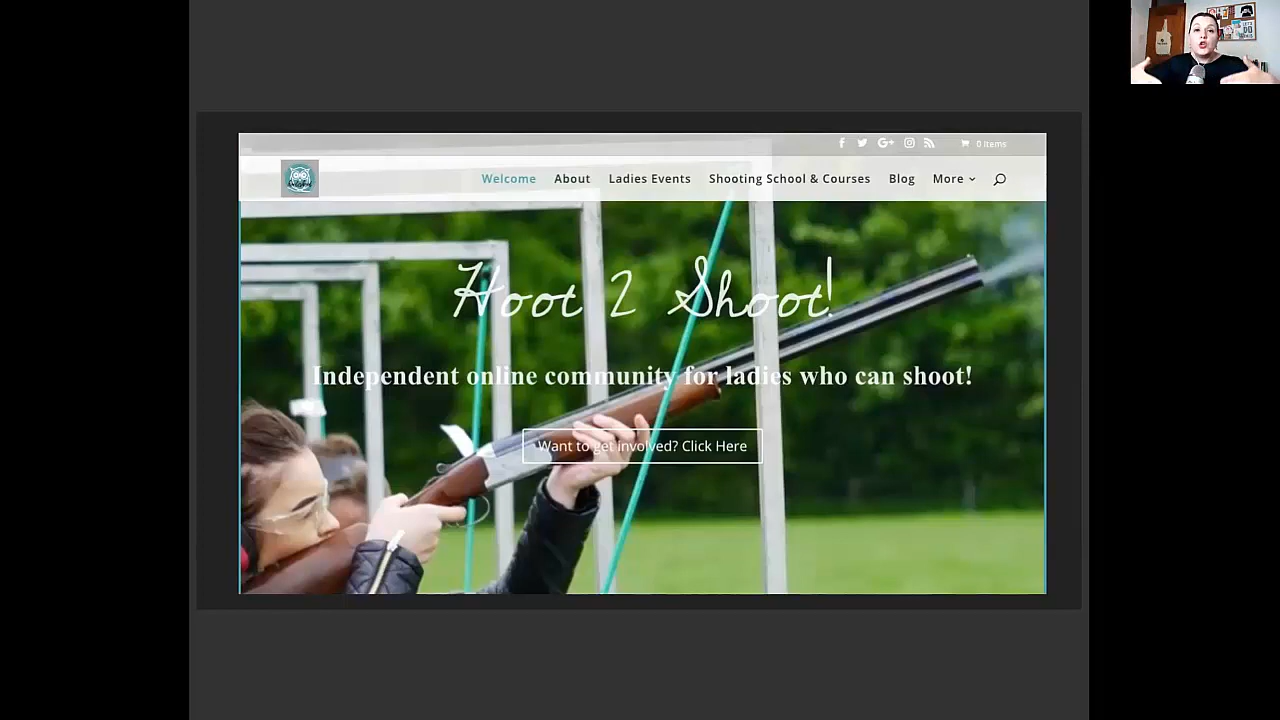 0 Items
Welcome About Ladies Events Shooting School & Courses Blog More
Hoot 2 Shoot!
Independent online community for ladies who can shoot!
Want to get involved? Click Here